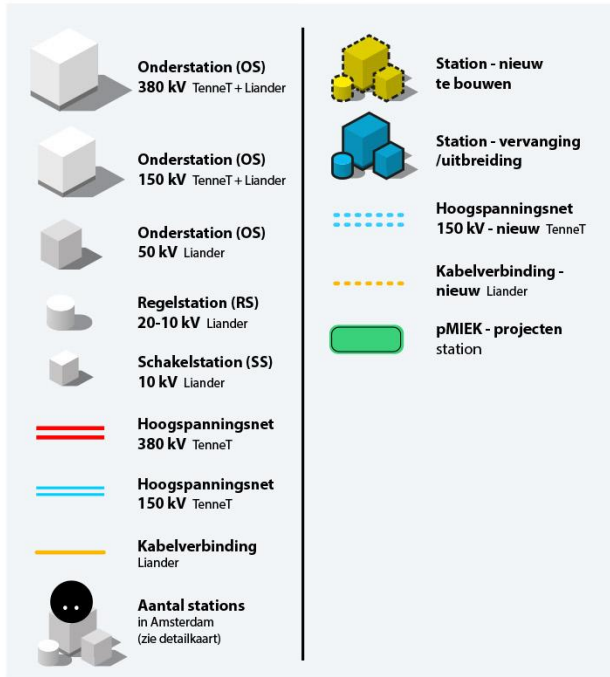 Onderstation (OS)
380 kV TenneT + Liander
Onderstation (OS)
150 kV TenneT + Liander
Onderstation (OS)
50 kV Liander
Regelstation (RS)
20-10 kV Liander
Schakelstation (SS)
10 kV Liander
Hoogspanningsnet
380 kV TenneT
Hoogspanningsnet
150 kV TenneT
Kabelverbinding
Liander
Aantal stations
in Amsterdam
(zie detailkaart)
Station - nieuw
te bouwen
Station - vervanging
/uitbreiding
Hoogspanningsnet
150 kV - nieuw TenneT
Kabelverbinding -
nieuw Liander
pMIEK - projecten
station